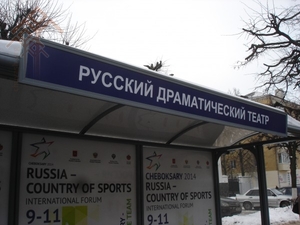 РУССКИЙ ДРАМАТИЧЕСКИЙ ТЕАТР
RUSSIA –
COUNTRY OF SPORTS
INTERNATIONAL FORUM
9-11
CHEBOKSARY 2014
RUSSIA –
COUNTRY OF SPORTS
INTERNATIONAL FORUM
9-11